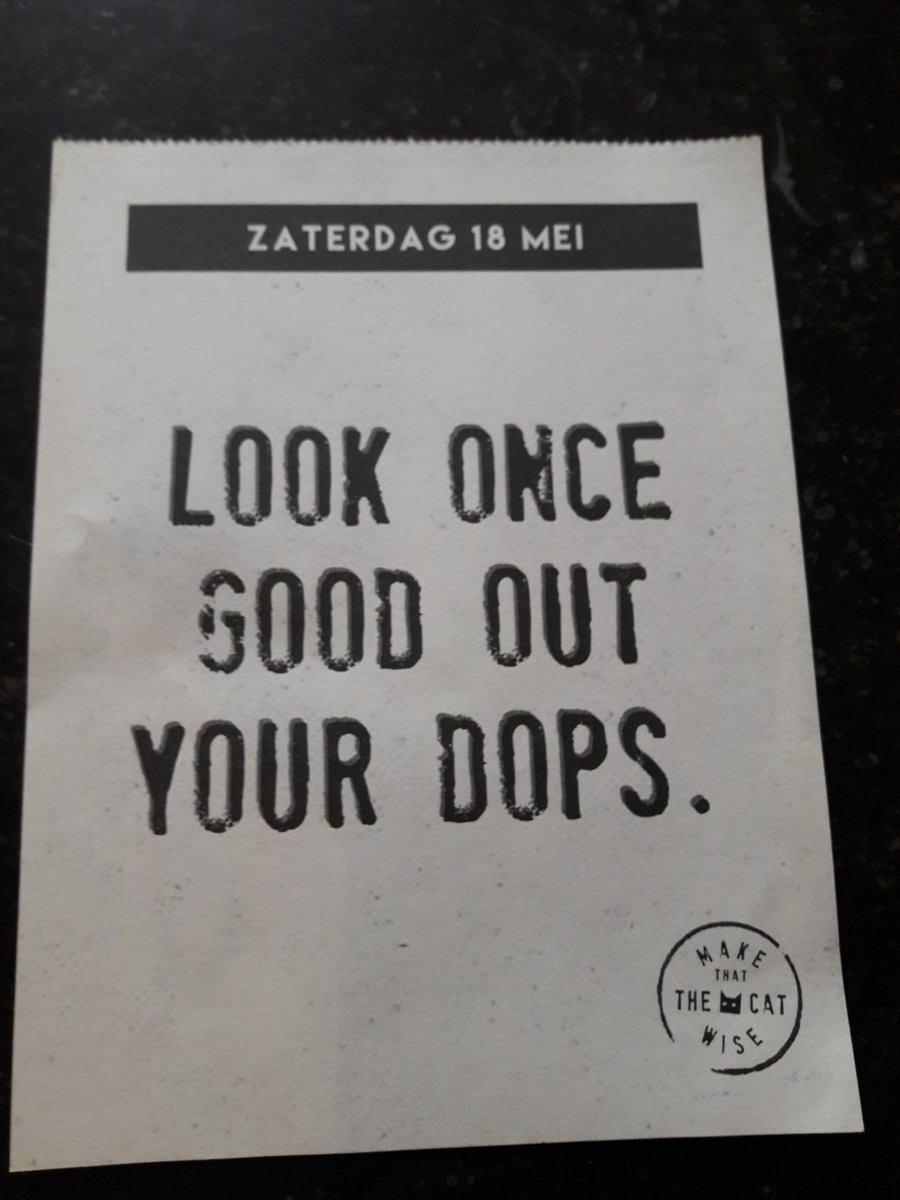 ZATERDAG 18 MEI
LOOK ONCE
GOOD OUT
YOUR DOPS.
MAKE
THAT
THE CAT
WISE